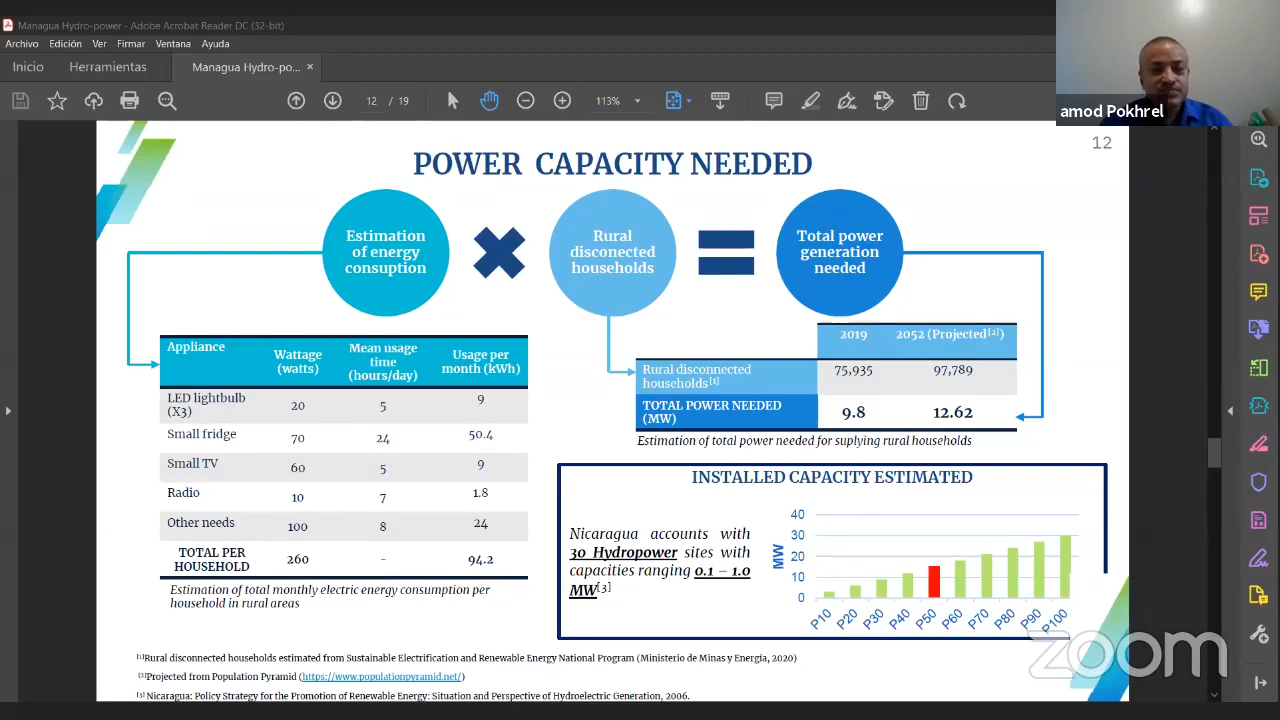 Managua Hydro-power - Adobe Acrobat Reader DC (32-bit)
Archivo Edición Ver Firmar Ventana Ayuda
Inicio Herramientas Managua Hydro-po... ×
12 / 19 113%
amod Pokhrel
12
POWER CAPACITY NEEDED
Estimation
of energy
consuption
Rural
disconected
households
Total power
generation
needed
Appliance Wattage (watts) Mean usage time (hours/day) Usage per month (kWh)
LED lightbulb (X3) 20 5 9
Small fridge 70 24 50.4
Small TV 60 5 9
Radio 10 7 1.8
Other needs 100 8 24
TOTAL PER HOUSEHOLD 260 - 94.2
Estimation of total monthly electric energy consumption per
household in rural areas
2019 2052 (Projected[2])
Rural disconnected households[1] 75,935 97,789
TOTAL POWER NEEDED (MW) 9.8 12.62
Estimation of total power needed for suplying rural households
INSTALLED CAPACITY ESTIMATED
Nicaragua accounts with
30 Hydropower sites with
capacities ranging 0.1 – 1.0
MW[3]
MW
40
30
20
10
0
P10 P20 P30 P40 P50 P60 P70 P80 P90 P100
[1]Rural disconnected households estimated from Sustainable Electrification and Renewable Energy National Program (Ministerio de Minas y Energía, 2020)
[2]Projected from Population Pyramid (https://www.populationpyramid.net/)
[3] Nicaragua: Policy Strategy for the Promotion of Renewable Energy: Situation and Perspective of Hydroelectric Generation, 2006.
zoom